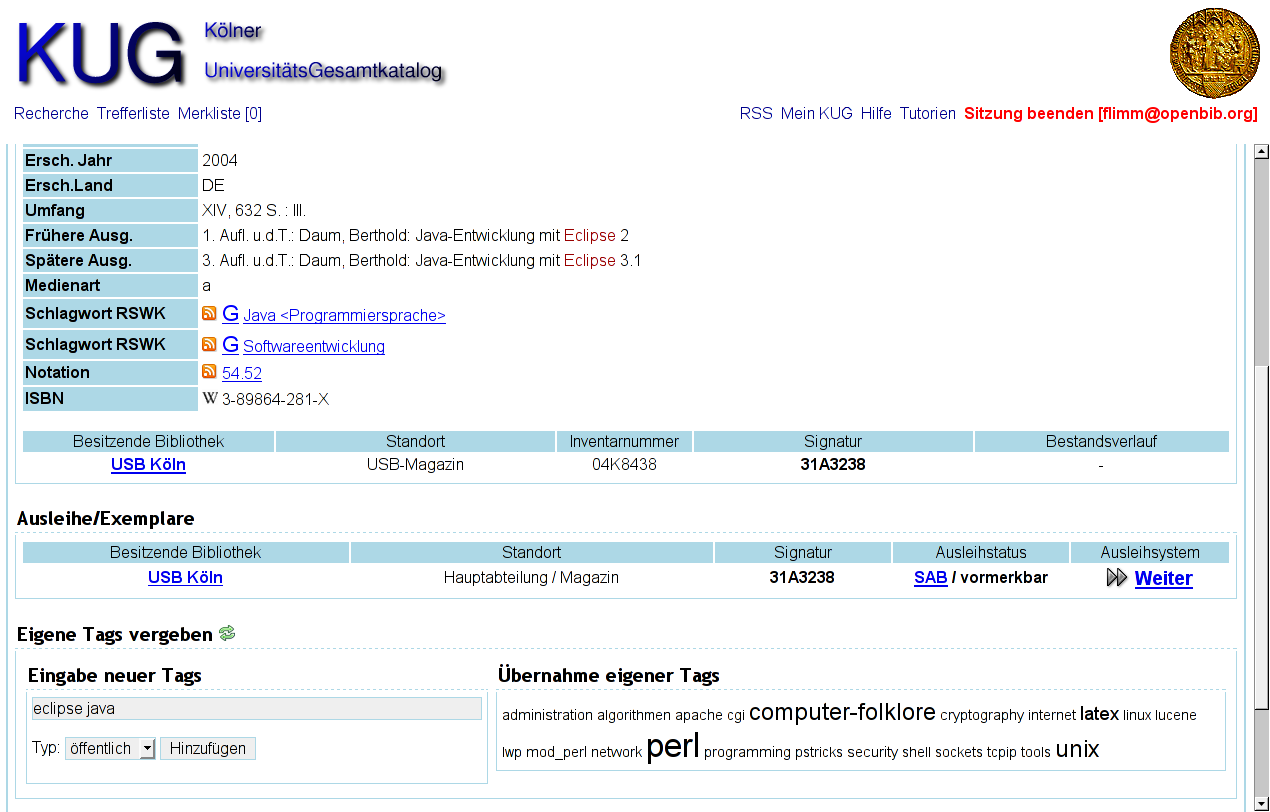 KUG Kölner
UniversitätsGesamtkatalog
Recherche Trefferliste Merkliste [0] RSS Mein KUG Hilfe Tutorien Sitzung beenden [flimm@openbib.org]
Ersch. Jahr 2004
Ersch.Land DE
Umfang XIV, 632 S. : Ill.
Frühere Ausg. 1. Aufl. u.d.T.: Daum, Berthold: Java-Entwicklung mit Eclipse 2
Spätere Ausg. 3. Aufl. u.d.T.: Daum, Berthold: Java-Entwicklung mit Eclipse 3.1
Medienart a
Schlagwort RSWK G Java <Programmiersprache>
Schlagwort RSWK G Softwareentwicklung
Notation 54.52
ISBN W 3-89864-281-X
Besitzende Bibliothek Standort Inventarnummer Signatur Bestandsverlauf
USB Köln USB-Magazin 04K8438 31A3238 -
Ausleihe/Exemplare
Besitzende Bibliothek Standort Signatur Ausleihstatus Ausleihsystem
USB Köln Hauptabteilung / Magazin 31A3238 SAB / vormerkbar Weiter
Eigene Tags vergeben
Eingabe neuer Tags
eclipse java
Typ: öffentlich Hinzufügen
Übernahme eigener Tags
administration algorithmen apache cgi computer-folklore cryptography internet latex linux lucene
lwp mod_perl network perl programming pstricks security shell sockets tcpip tools unix